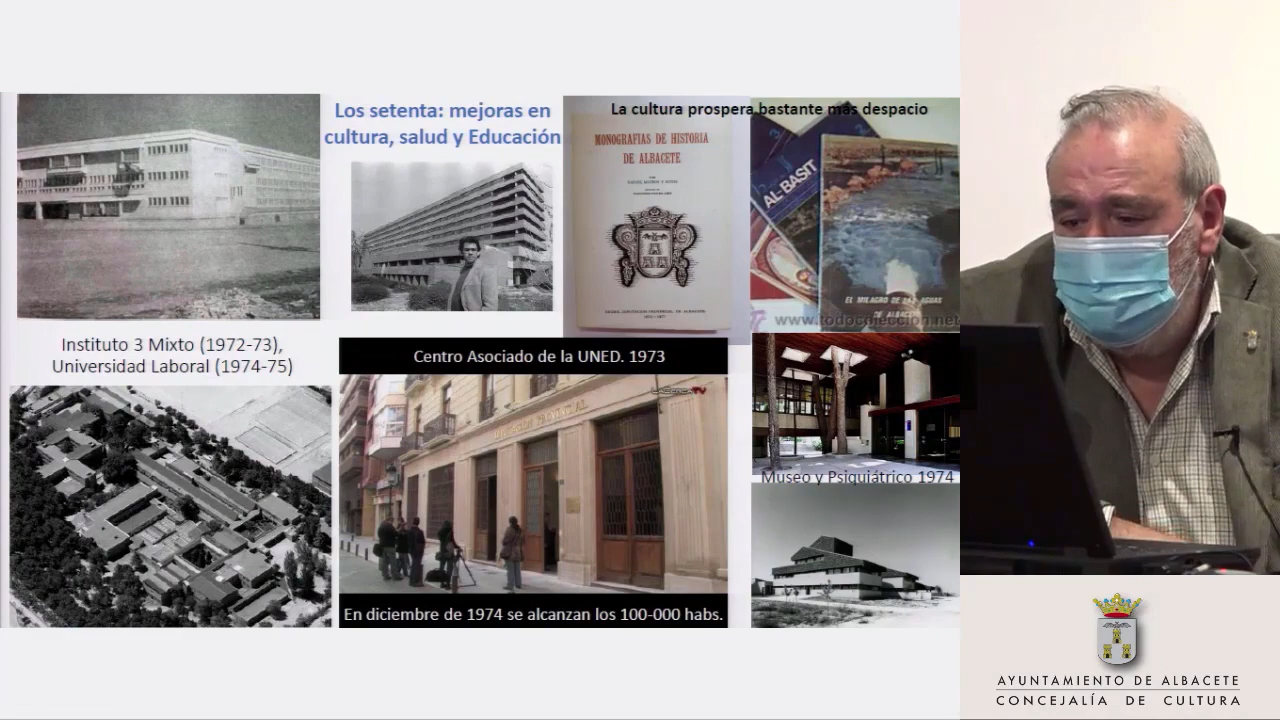 Los setenta: mejoras en
cultura, salud y Educación
La cultura prospera bastante más despacio
MONOGRAFIAS DE HISTORIA
DE ALBACETE
AL-BASIT
EL MILAGRO DE LAS AGUAS
DE ALBACETE
www.todocoleccion.net
Instituto 3 Mixto (1972-73),
Universidad Laboral (1974-75)
Centro Asociado de la UNED. 1973
En diciembre de 1974 se alcanzan los 100-000 habs.
Museo y Psiquiátrico 1974
AYUNTAMIENTO DE ALBACETE
CONCEJALÍA DE CULTURA